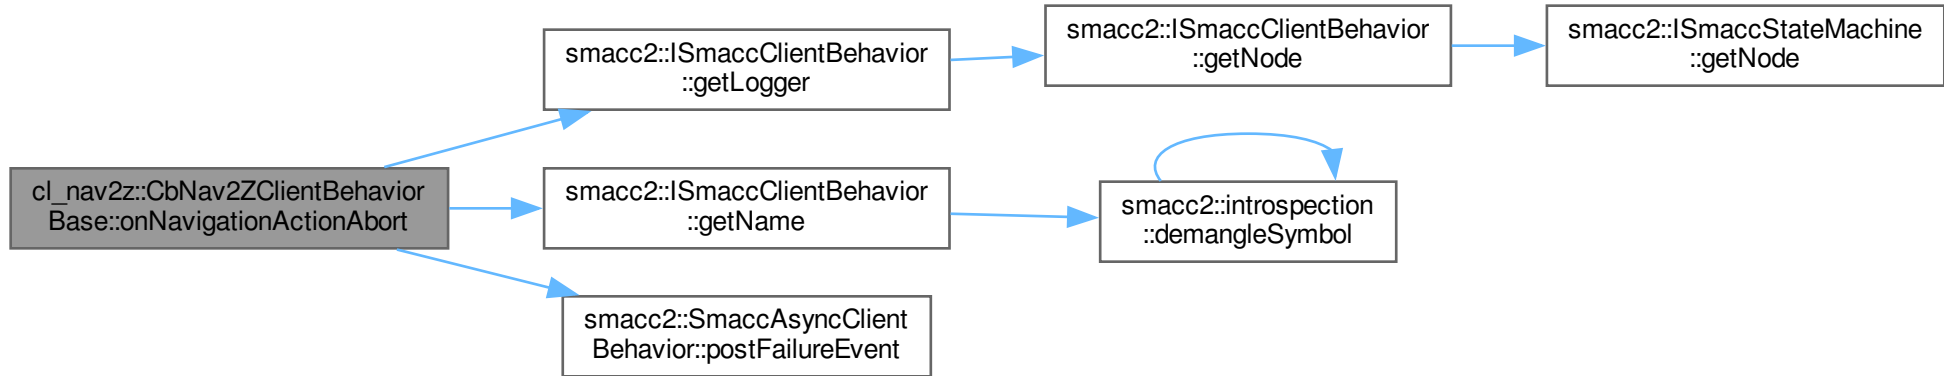 cl_nav2z::CbNav2ZClientBehavior
Base::onNavigationActionAbort
smacc2::ISmaccClientBehavior
::getLogger
smacc2::ISmaccClientBehavior
::getNode
smacc2::ISmaccStateMachine
::getNode
smacc2::ISmaccClientBehavior
::getName
smacc2::introspection
::demangleSymbol
smacc2::SmaccAsyncClient
Behavior::postFailureEvent